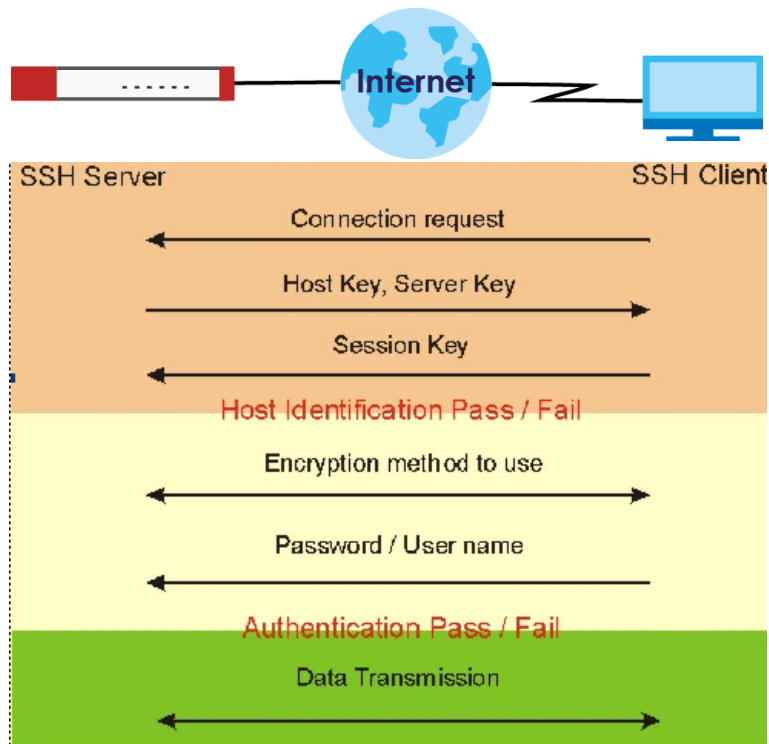 Internet
SSH Server
SSH Client
Connection request
Host Key, Server Key
Session Key
Host Identification Pass / Fail
Encryption method to use
Password / User name
Authentication Pass / Fail
Data Transmission